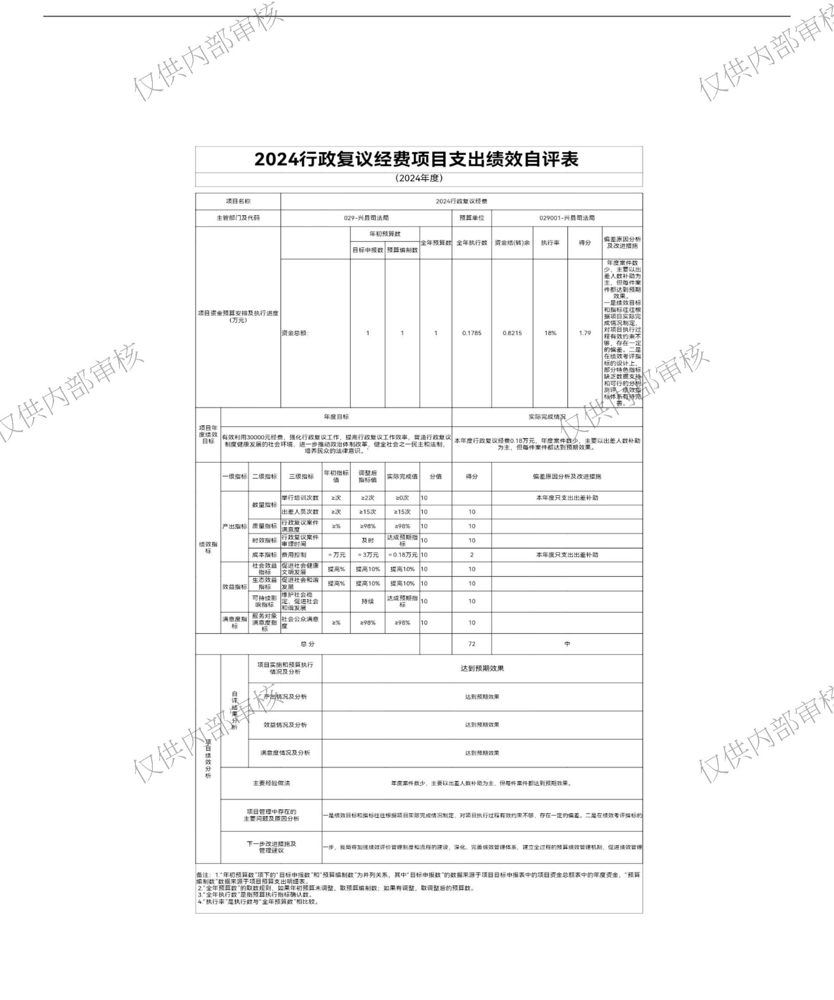 2024行政复议经费项目支出绩效自评表
（2024年度）
项目名称
2024行政复议经费
主管部门及代码
029-兴县司法局
预算单位
029001-兴县司法局
项目资金预算安排及执行进度
（万元）
年初预算数
目标申报数
预算编制数
全年预算数
全年执行数
资金结(转)余
执行率
得分
偏差原因分析
及改进措施
资金总额：
1
1
1
0.1785
0.8215
18%
1.79
年度案件数
少，主要以出
差人数补助为
主，但每件案
件都达到预期
效果。
一是绩效目标
和指标往往根
据项目实际完
成情况制定，
对项目执行过
程有效约束不
够，存在一定
的偏差。二是
在绩效考评指
标的设计上，
部分特色指标
缺乏数据支持
和可行的分析
测评，绩效指
标体系有待完
善。
项目年
度绩效
目标
年度目标
实际完成情况
有效利用30000元经费，强化行政复议工作，提高行政复议工作效率，营造行政复议
制度健康发展的社会环境，进一步推动政治体制改革，健全社会之一民主和法制，
培养民众的法律意识。'
本年度行政复议经费0.18万元，年度案件数少，主要以出差人数补助
为主，但每件案件都达到预期效果。
绩效指
标
一级指标
二级指标
三级指标
年初指标
值
调整后
指标值
实际完成值
分值
得分
偏差原因分析及改进措施
产出指标
数量指标
举行培训次数
≥次
≥2次
≥0次
10
本年度只支出出差补助
出差人员次数
≥次
≥15次
≥15次
10
10
质量指标
行政复议案件
满意度
≥%
≥98%
≥98%
10
10
时效指标
行政复议案件
审理时间
及时
达成预期指
标
10
10
成本指标
费用控制
＝万元
＝3万元
＝0.18万元
10
2
本年度只支出出差补助
效益指标
社会效益
指标
促进社会健康
文明发展
提高%
提高10%
提高10%
10
10
生态效益
指标
促进社会和谐
发展
提高%
提高10%
提高10%
10
10
可持续影
响指标
维护社会稳
定、促进社会
和谐发展
持续
达成预期指
标
10
10
满意度指
标
服务对象
满意度指
标
社会公众满意
度
≥%
≥98%
≥98%
10
10
总 分
72
中
项目绩效分析
自评结果分析
项目实施和预算执行
情况及分析
达到预期效果
产出情况及分析
达到预期效果
效益情况及分析
达到预期效果
满意度情况及分析
达到预期效果
主要经验做法
年度案件数少，主要以出差人数补助为主，但每件案件都达到预期效果。
项目管理中存在的
主要问题及原因分析
一是绩效目标和指标往往根据项目实际完成情况制定，对项目执行过程有效约束不够，存在一定的偏差。二是在绩效考评指标的
下一步改进措施及
管理建议
一步，我局将加强绩效评价管理制度和流程的建设，深化、完善绩效管理体系，建立全过程的预算绩效管理机制，促进绩效管理
备注：1."年初预算数"项下的"目标申报数"和"预算编制数"为并列关系，其中"目标申报数"的数据来源于项目目标申报表中的项目资金总额表中的年度资金，"预算
编制数"数据来源于项目预算支出明细表。
2."全年预算数"的取数规则，如果年初预算未调整，取预算编制数；如果有调整，取调整后的预算数。
3."全年执行数"是指预算执行指标确认数。
4."执行率"是执行数与"全年预算数"相比较。
仅供内部审核
仅供内部审核
仅供内部审核
仅供内部审核
仅供内部审核
仅供内部审核